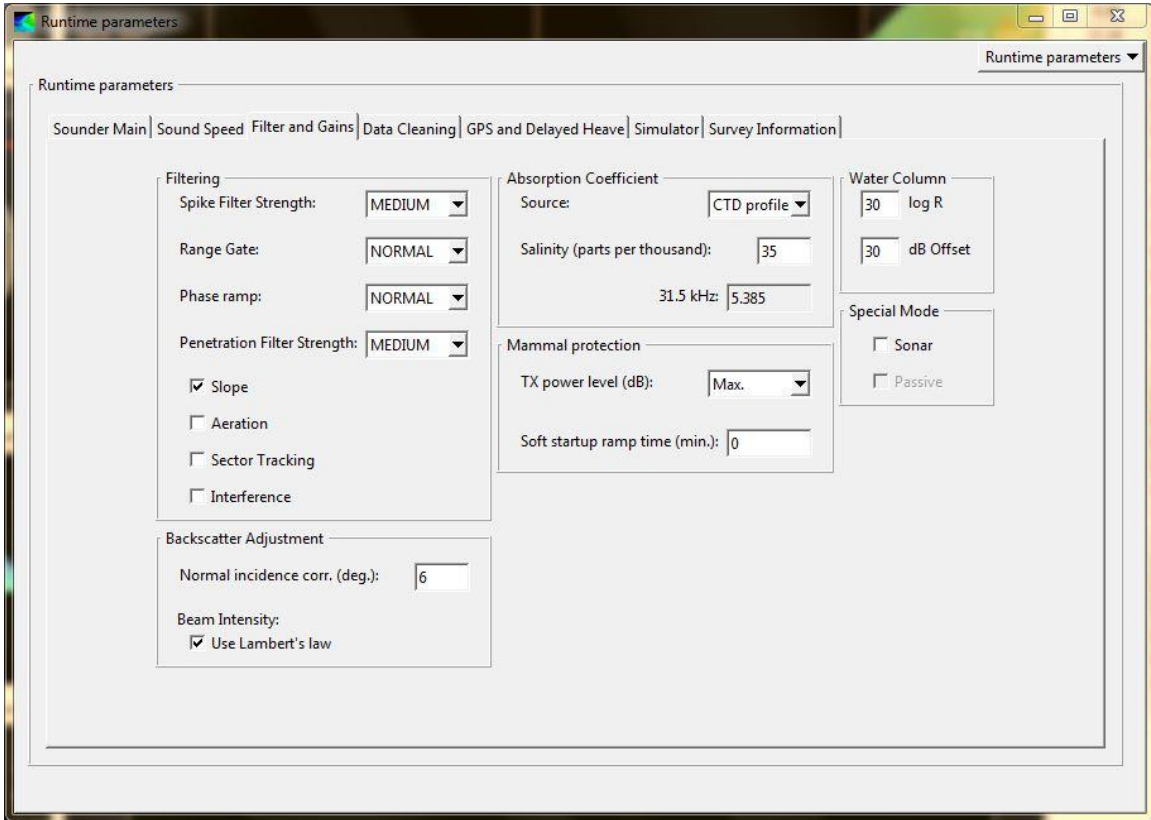 Runtime parameters
Runtime parameters
Runtime parameters
Sounder Main Sound Speed Filter and Gains Data Cleaning GPS and Delayed Heave Simulator Survey Information
Filtering
Spike Filter Strength: MEDIUM
Range Gate: NORMAL
Phase ramp: NORMAL
Penetration Filter Strength: MEDIUM
Slope
Aeration
Sector Tracking
Interference
Backscatter Adjustment
Normal incidence corr. (deg.): 6
Beam Intensity:
Use Lambert's law
Absorption Coefficient
Source: CTD profile
Salinity (parts per thousand): 35
31.5 kHz: 5.385
Mammal protection
TX power level (dB): Max.
Soft startup ramp time (min.): 0
Water Column
30 log R
30 dB Offset
Special Mode
Sonar
Passive